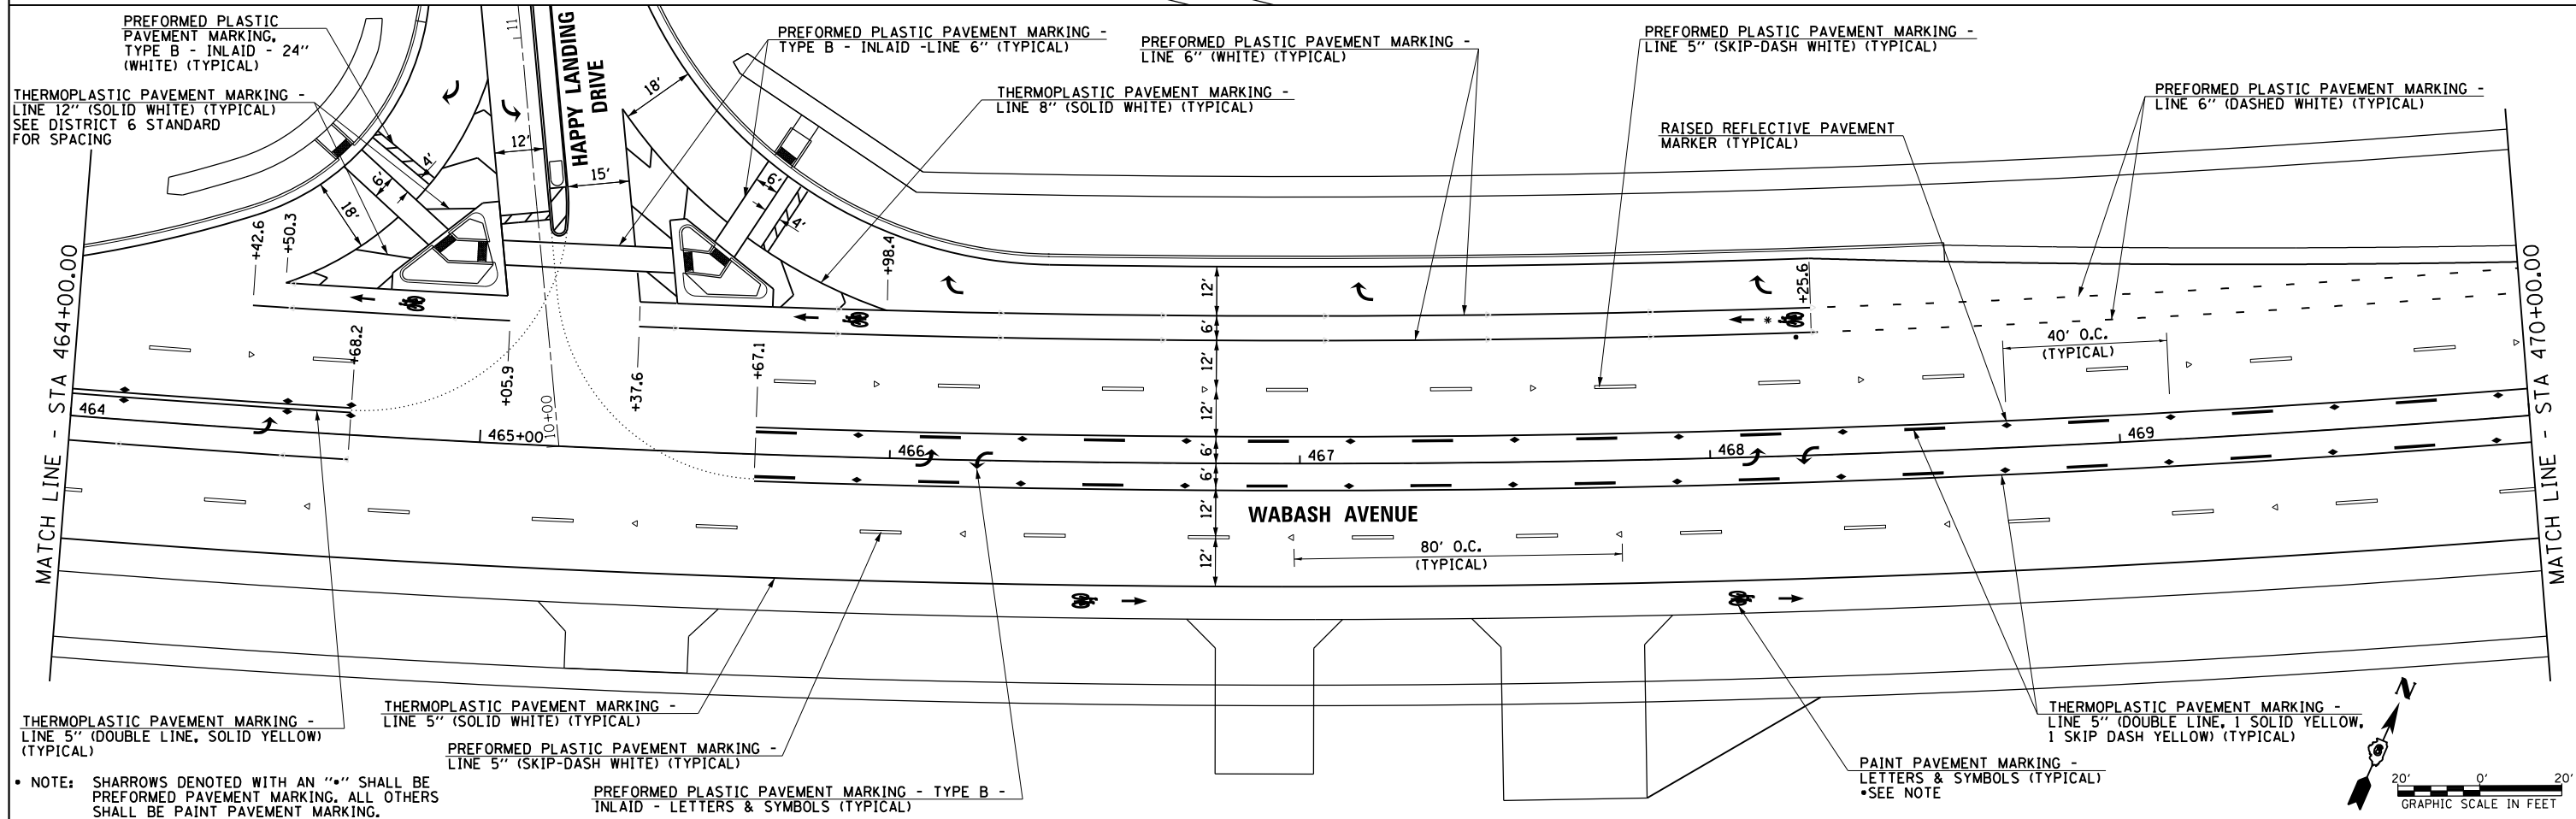 PREFORMED PLASTIC
PAVEMENT MARKING,
TYPE B - INLAID - 24"
(WHITE) (TYPICAL)
THERMOPLASTIC PAVEMENT MARKING -
LINE 12" (SOLID WHITE) (TYPICAL)
SEE DISTRICT 6 STANDARD
FOR SPACING
11
HAPPY LANDING
DRIVE
PREFORMED PLASTIC PAVEMENT MARKING -
TYPE B - INLAID -LINE 6" (TYPICAL)
THERMOPLASTIC PAVEMENT MARKING -
LINE 8" (SOLID WHITE) (TYPICAL)
PREFORMED PLASTIC PAVEMENT MARKING -
LINE 6" (WHITE) (TYPICAL)
PREFORMED PLASTIC PAVEMENT MARKING -
LINE 5" (SKIP-DASH WHITE) (TYPICAL)
RAISED REFLECTIVE PAVEMENT
MARKER (TYPICAL)
PREFORMED PLASTIC PAVEMENT MARKING -
LINE 6" (DASHED WHITE) (TYPICAL)
18'
12'
15'
4'
6'
18'
6'
4'
+42.6
+50.3
+98.4
+25.6
MATCH LINE - STA 464+00.00
MATCH LINE - STA 470+00.00
+68.2
+05.9
+37.6
+67.1
10+00
12'
6'
12'
12'
6'
6'
12'
12'
40' O.C.
(TYPICAL)
464
465+00
466
467
468
469
WABASH AVENUE
80' O.C.
(TYPICAL)
THERMOPLASTIC PAVEMENT MARKING -
LINE 5" (DOUBLE LINE, SOLID YELLOW)
(TYPICAL)
THERMOPLASTIC PAVEMENT MARKING -
LINE 5" (SOLID WHITE) (TYPICAL)
PREFORMED PLASTIC PAVEMENT MARKING -
LINE 5" (SKIP-DASH WHITE) (TYPICAL)
PREFORMED PLASTIC PAVEMENT MARKING - TYPE B -
INLAID - LETTERS & SYMBOLS (TYPICAL)
* NOTE: SHARROWS DENOTED WITH AN "*" SHALL BE
PREFORMED PAVEMENT MARKING. ALL OTHERS
SHALL BE PAINT PAVEMENT MARKING.
PAINT PAVEMENT MARKING -
LETTERS & SYMBOLS (TYPICAL)
*SEE NOTE
THERMOPLASTIC PAVEMENT MARKING -
LINE 5" (DOUBLE LINE, 1 SOLID YELLOW,
1 SKIP DASH YELLOW) (TYPICAL)
N
20' 0' 20'
GRAPHIC SCALE IN FEET